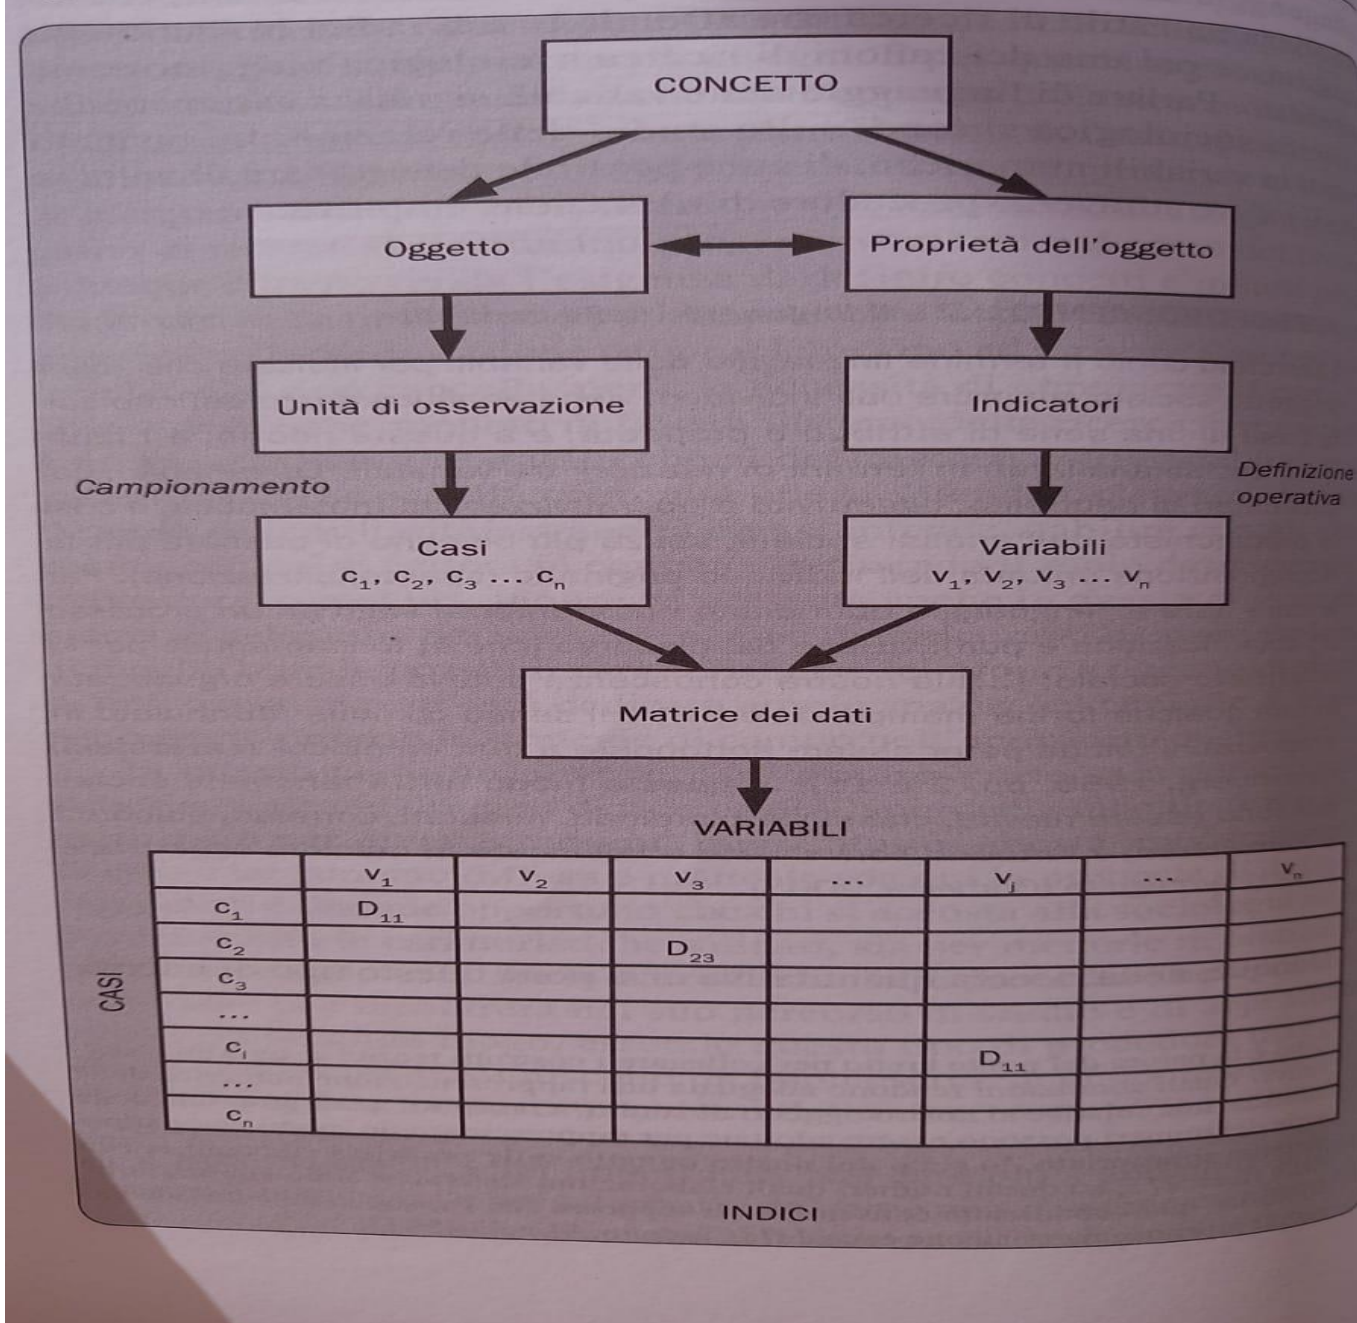 CONCETTO
Oggetto
Proprietà dell'oggetto
Unità di osservazione
Indicatori
Campionamento
Definizione
operativa
Casi
c₁, c₂, c₃ ... cₙ
Variabili
v₁, v₂, v₃ ... vₙ
Matrice dei dati
VARIABILI
v₁ v₂ v₃ ... vⱼ ... vₙ
CASI
c₁ D₁₁
c₂ D₂₃
c₃
...
cᵢ D₁₁
...
cₙ
INDICI